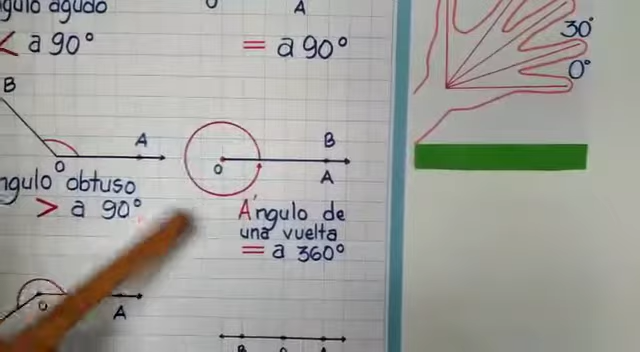 ngulo agudo
O A
< a 90°
= a 90°
30°
0°
B
A
O
ngulo obtuso
> a 90°
B
O
A
Ángulo de
una vuelta
= a 360°
O
A
B O A